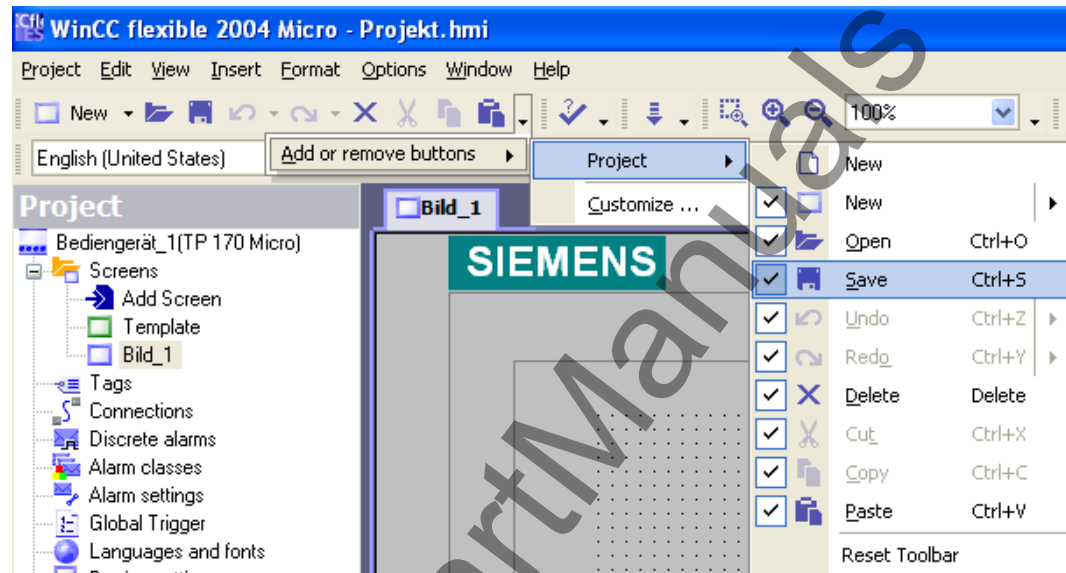 WinCC flexible 2004 Micro - Projekt.hmi
Project Edit View Insert Format Options Window Help
New 100%
English (United States) Add or remove buttons Project New
Project Bild_1 Customize ... New
Bediengerät_1(TP 170 Micro) Open Ctrl+O
Screens SIEMENS Save Ctrl+S
Add Screen
Template Undo Ctrl+Z
Bild_1 Redo Ctrl+Y
Tags
Connections Delete Delete
Discrete alarms Cut Ctrl+X
Alarm classes Copy Ctrl+C
Alarm settings
Global Trigger Paste Ctrl+V
Languages and fonts Reset Toolbar